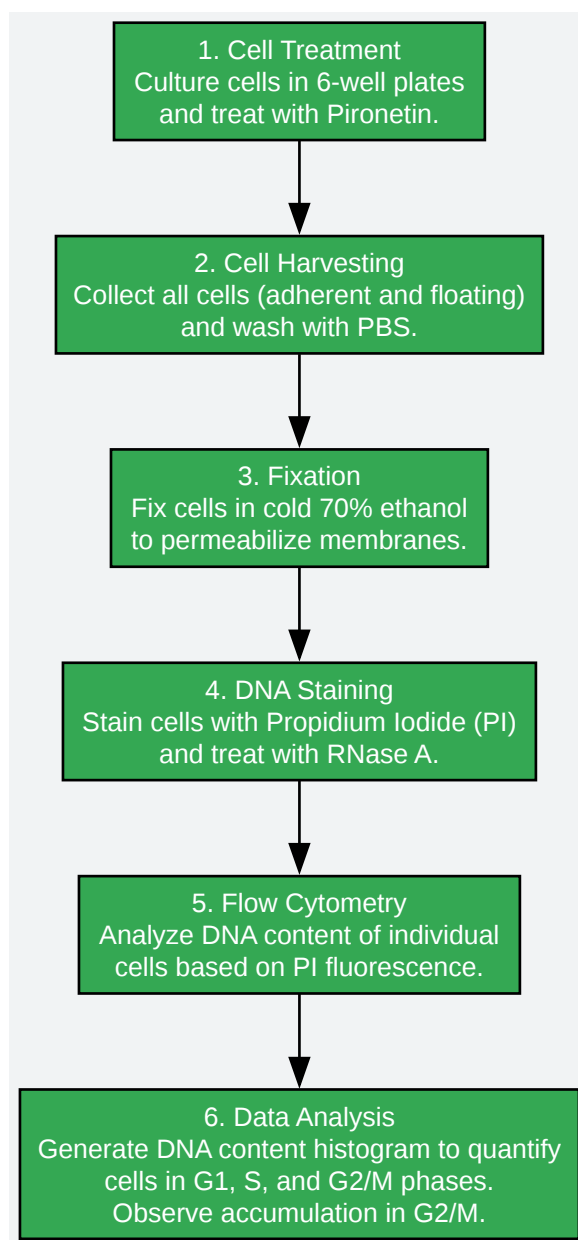 1. Cell Treatment
Culture cells in 6-well plates
and treat with Pironetin.
2. Cell Harvesting
Collect all cells (adherent and floating)
and wash with PBS.
3. Fixation
Fix cells in cold 70% ethanol
to permeabilize membranes.
4. DNA Staining
Stain cells with Propidium Iodide (PI)
and treat with RNase A.
5. Flow Cytometry
Analyze DNA content of individual
cells based on PI fluorescence.
6. Data Analysis
Generate DNA content histogram to quantify
cells in G1, S, and G2/M phases.
Observe accumulation in G2/M.